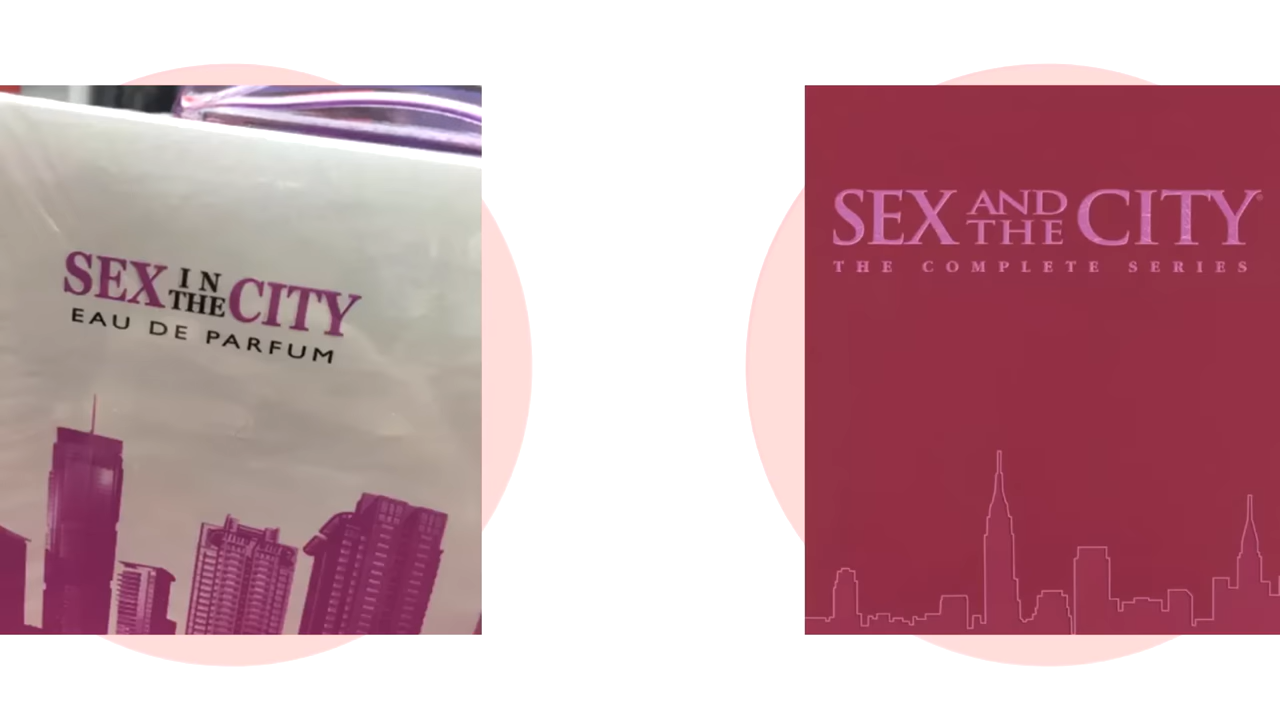 SEX IN THE CITY
EAU DE PARFUM
SEX AND THE CITY®
THE COMPLETE SERIES